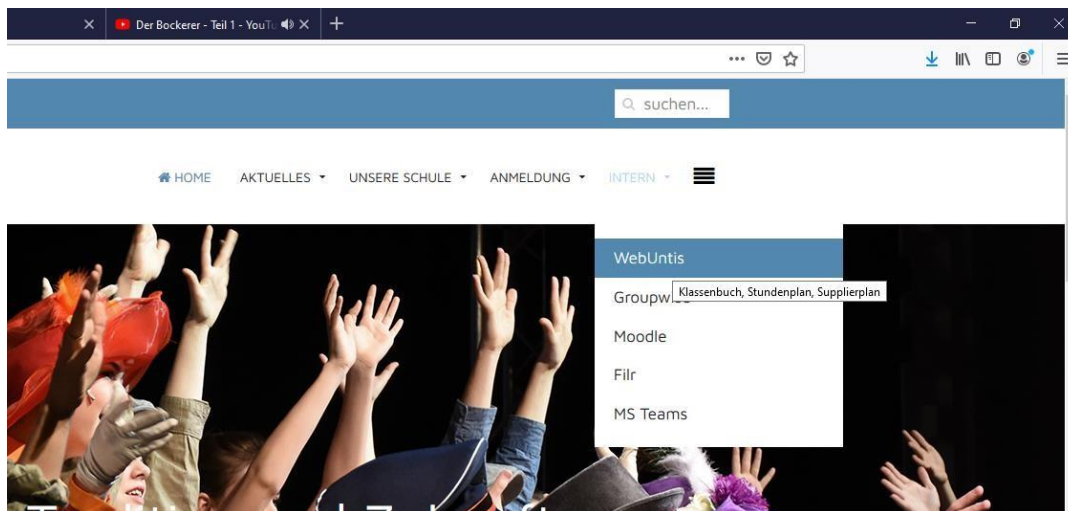 Der Bockerer - Teil 1 - YouTu
suchen...
HOME AKTUELLES UNSERE SCHULE ANMELDUNG INTERN
WebUntis
Klassenbuch, Stundenplan, Supplierplan
Moodle
Filr
MS Teams